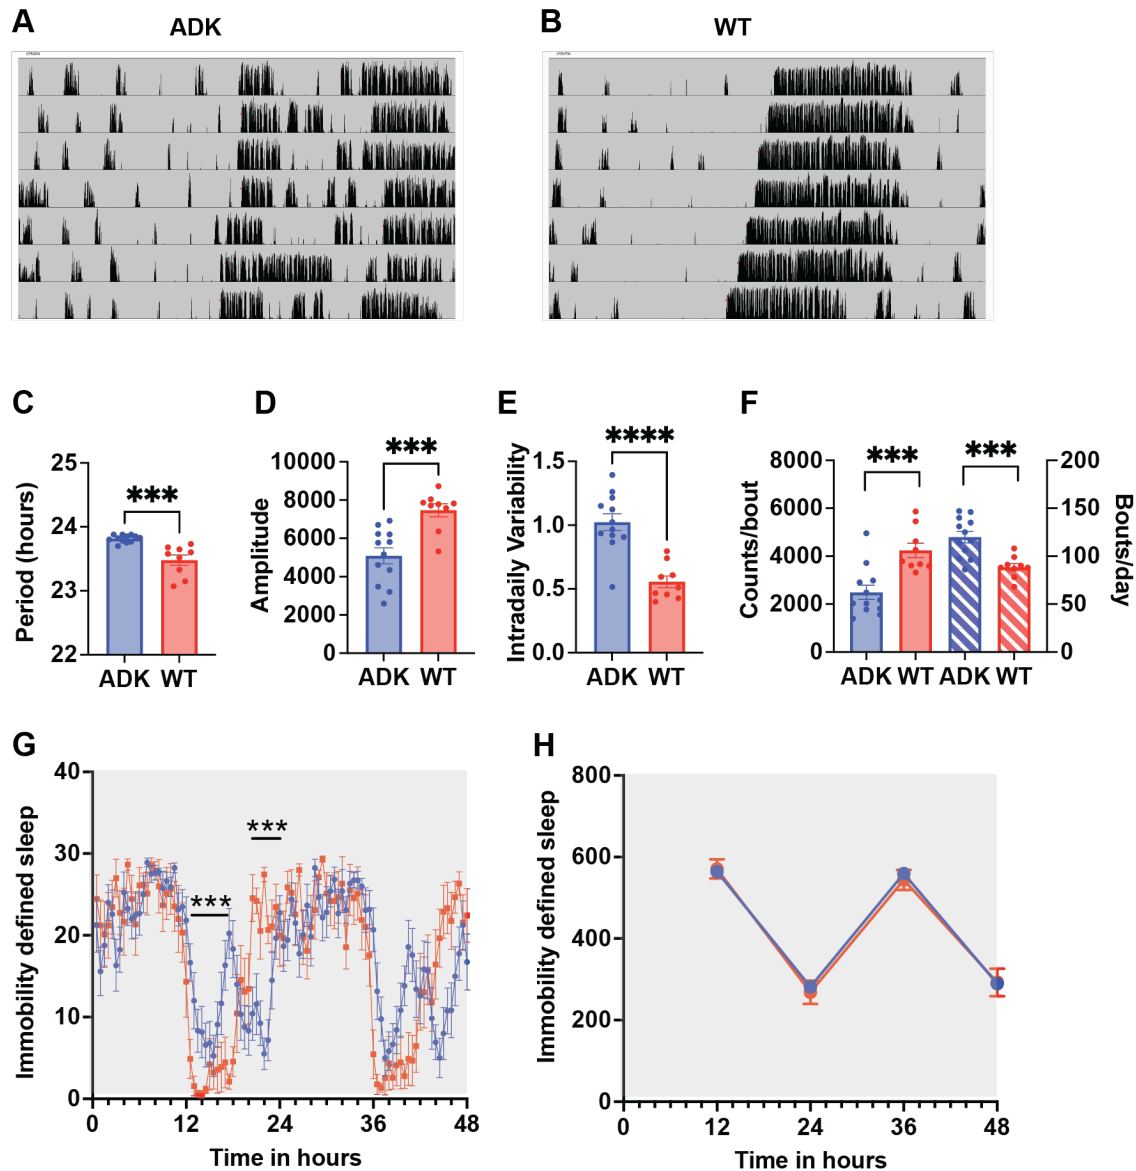 A
ADK
B
WT
C
Period (hours)
25
24
23
22
***
ADK WT
D
Amplitude
10000
8000
6000
4000
2000
0
***
ADK WT
E
Intradaily Variability
1.5
1.0
0.5
0.0
****
ADK WT
F
Counts/bout
8000
6000
4000
2000
0
***
***
200
150
100
50
0
Bouts/day
ADK WT ADK WT
G
Immobility defined sleep
40
30
20
10
0
***
***
0 12 24 36 48
Time in hours
H
Immobility defined sleep
800
600
400
200
0
0 12 24 36 48
Time in hours